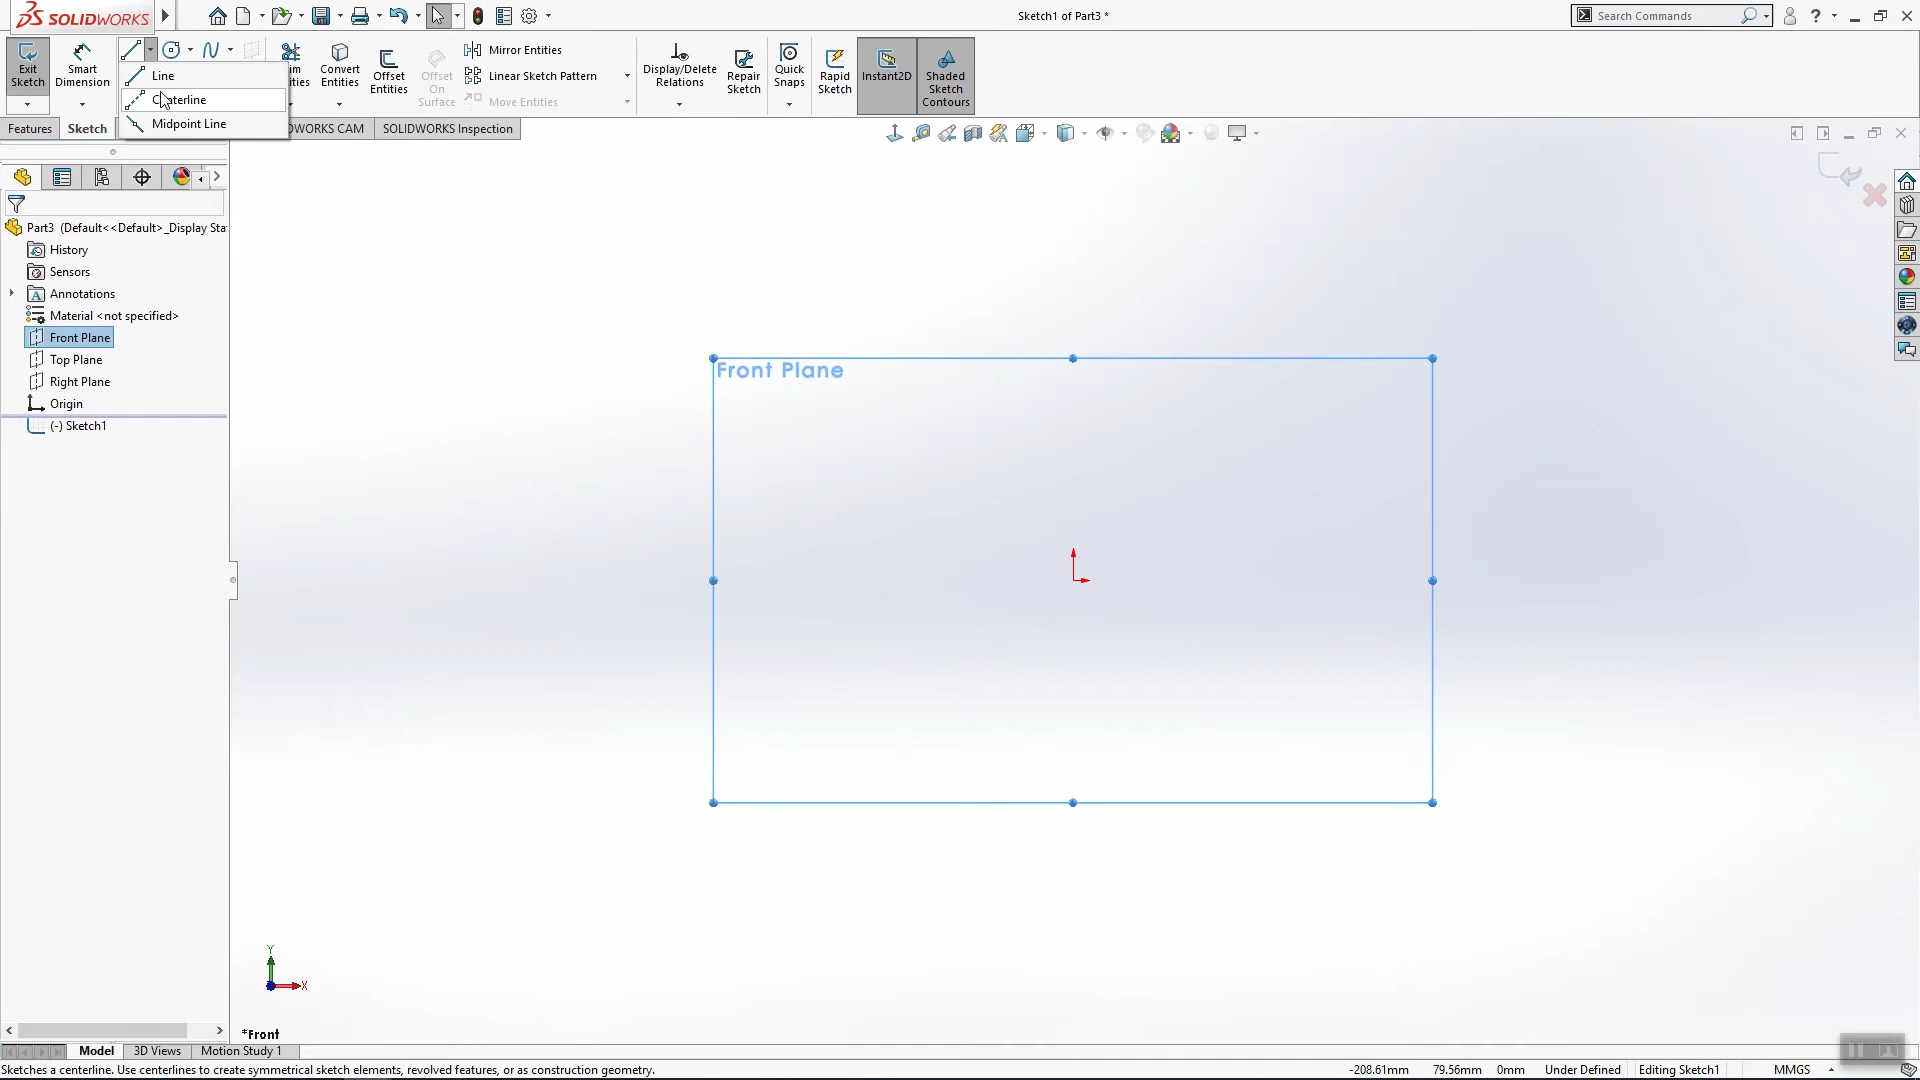 SOLIDWORKS
Sketch1 of Part3 *
Search Commands
Exit Sketch
Smart Dimension
Convert Entities
Offset Entities
Offset On Surface
Mirror Entities
Linear Sketch Pattern
Move Entities
Display/Delete Relations
Repair Sketch
Quick Snaps
Rapid Sketch
Instant2D
Shaded Sketch Contours
Line
Centerline
Midpoint Line
Features
Sketch
SOLIDWORKS Inspection
Part3 (Default<<Default>_Display Sta
History
Sensors
Annotations
Material <not specified>
Front Plane
Top Plane
Right Plane
Origin
(-) Sketch1
Front Plane
Y
X
*Front
Model
3D Views
Motion Study 1
Sketches a centerline. Use centerlines to create symmetrical sketch elements, revolved features, or as construction geometry.
-208.61mm
79.56mm
0mm
Under Defined
Editing Sketch1
MMGS